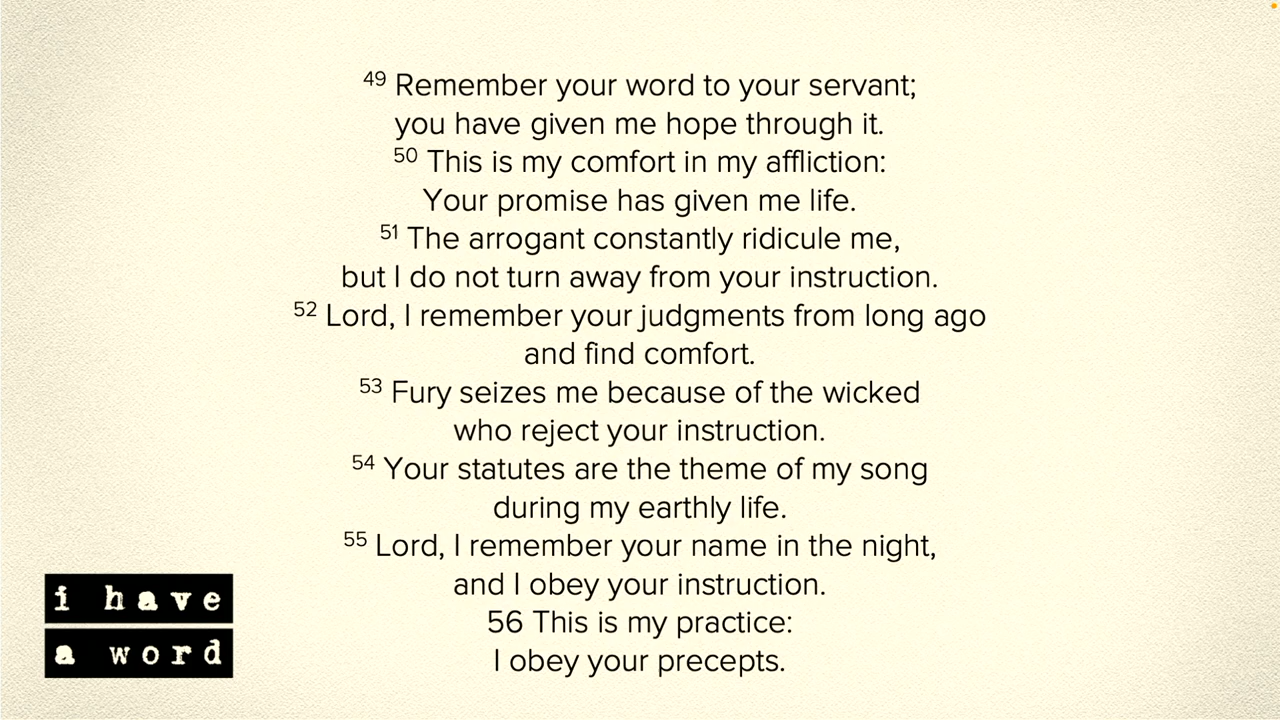 49 Remember your word to your servant;
you have given me hope through it.
50 This is my comfort in my affliction:
Your promise has given me life.
51 The arrogant constantly ridicule me,
but I do not turn away from your instruction.
52 Lord, I remember your judgments from long ago
and find comfort.
53 Fury seizes me because of the wicked
who reject your instruction.
54 Your statutes are the theme of my song
during my earthly life.
55 Lord, I remember your name in the night,
and I obey your instruction.
56 This is my practice:
I obey your precepts.
i have
a word